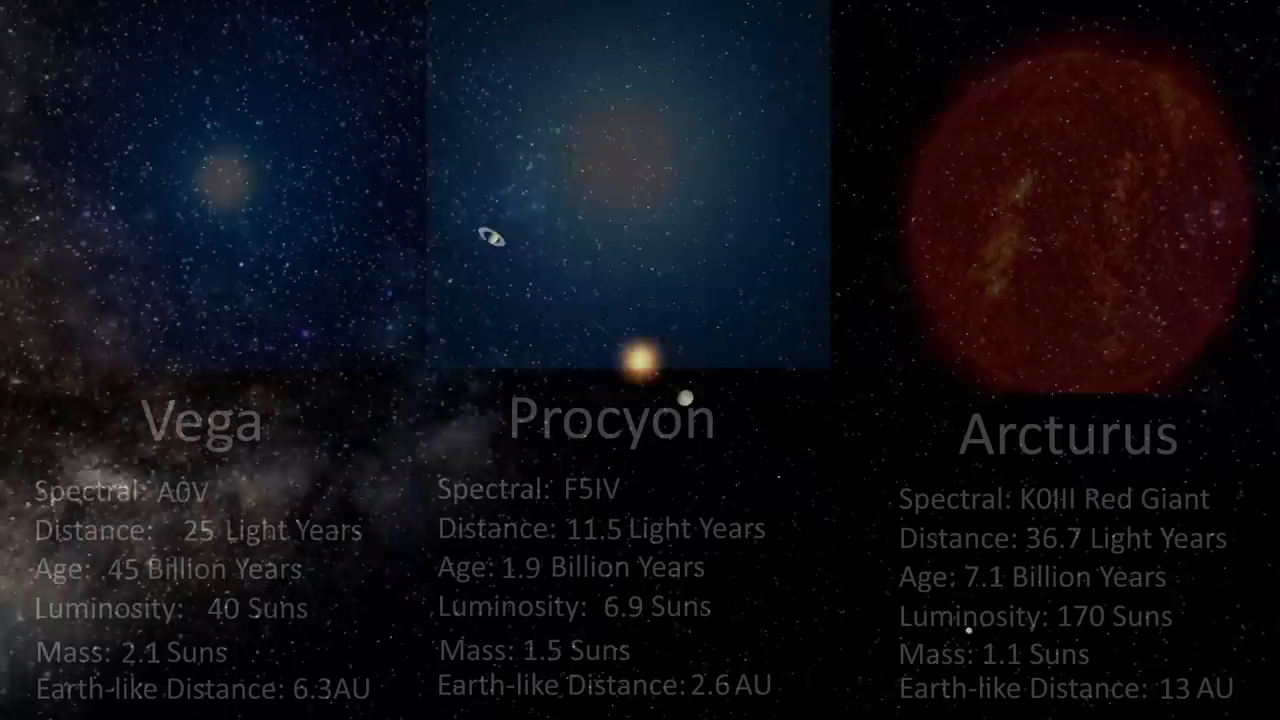 Vega
Spectral: A0V
Distance: 25 Light Years
Age: .45 Billion Years
Luminosity: 40 Suns
Mass: 2.1 Suns
Earth-like Distance: 6.3 AU
Procyon
Spectral: F5IV
Distance: 11.5 Light Years
Age: 1.9 Billion Years
Luminosity: 6.9 Suns
Mass: 1.5 Suns
Earth-like Distance: 2.6 AU
Arcturus
Spectral: K0III Red Giant
Distance: 36.7 Light Years
Age: 7.1 Billion Years
Luminosity: 170 Suns
Mass: 1.1 Suns
Earth-like Distance: 13 AU